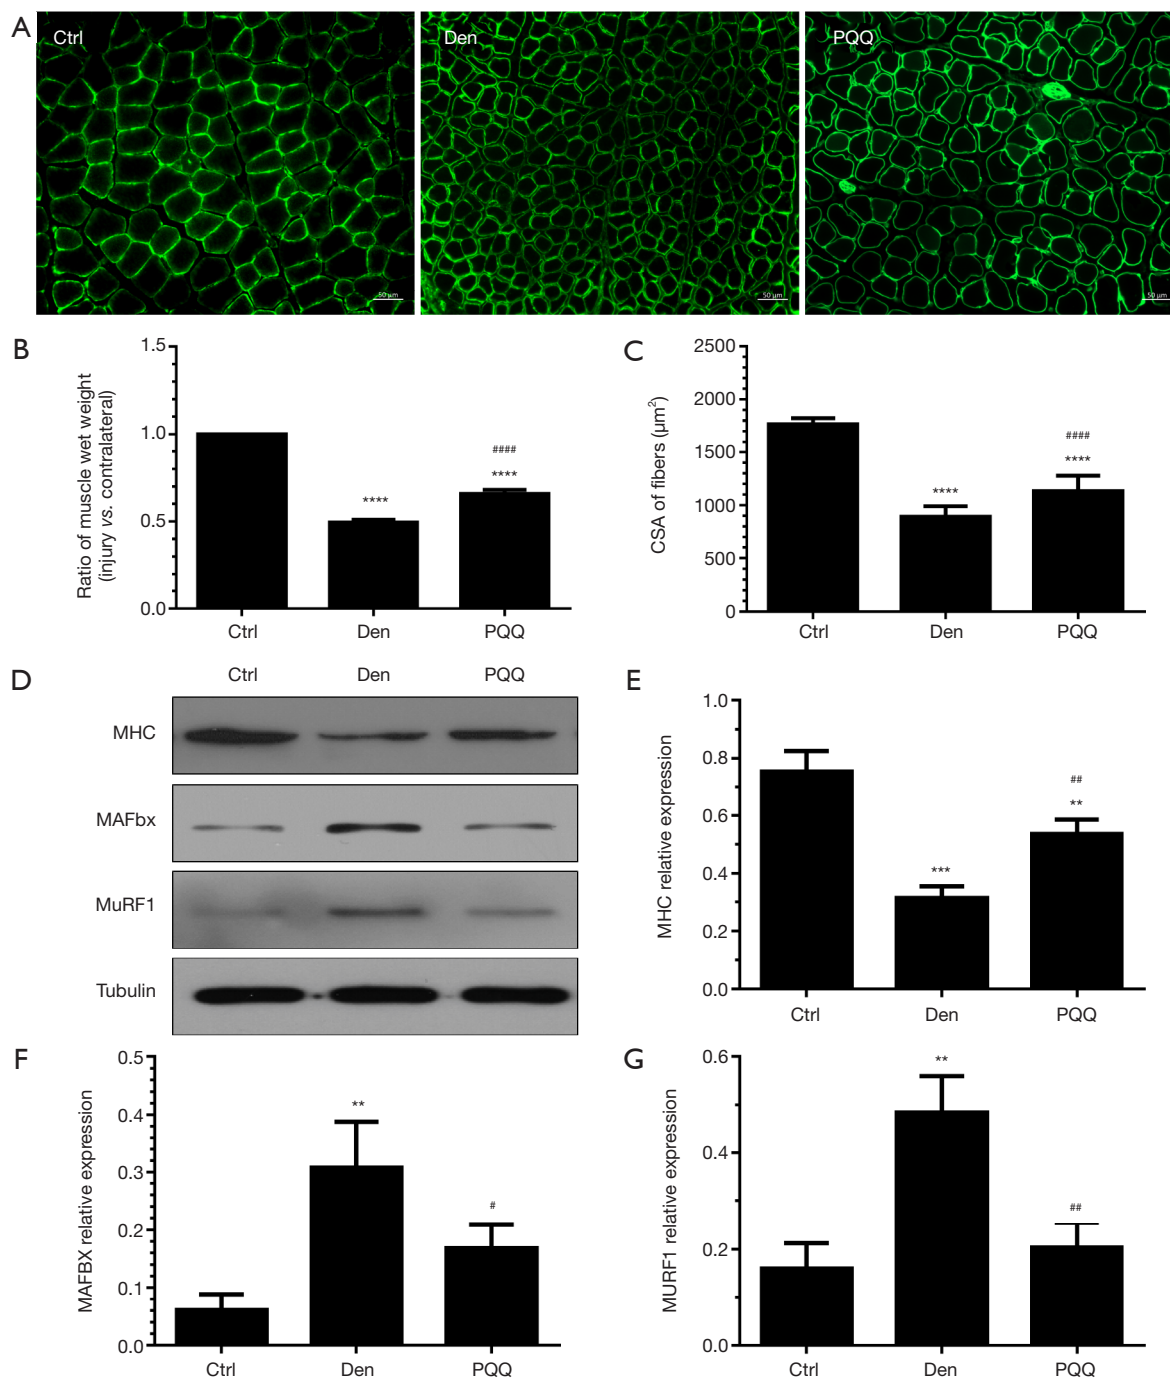 A
Ctrl
Den
PQQ
50 µm
50 µm
50 µm
B
Ratio of muscle wet weight
(injury vs. contralateral)
1.5
1.0
0.5
0.0
****
####
****
Ctrl
Den
PQQ
C
CSA of fibers (µm²)
2500
2000
1500
1000
500
0
****
####
****
Ctrl
Den
PQQ
D
Ctrl
Den
PQQ
MHC
MAFbx
MuRF1
Tubulin
E
MHC relative expression
1.0
0.8
0.6
0.4
0.2
0.0
***
##
**
Ctrl
Den
PQQ
F
MAFBX relative expression
0.5
0.4
0.3
0.2
0.1
0.0
**
#
Ctrl
Den
PQQ
G
MURF1 relative expression
0.6
0.4
0.2
0.0
**
##
Ctrl
Den
PQQ